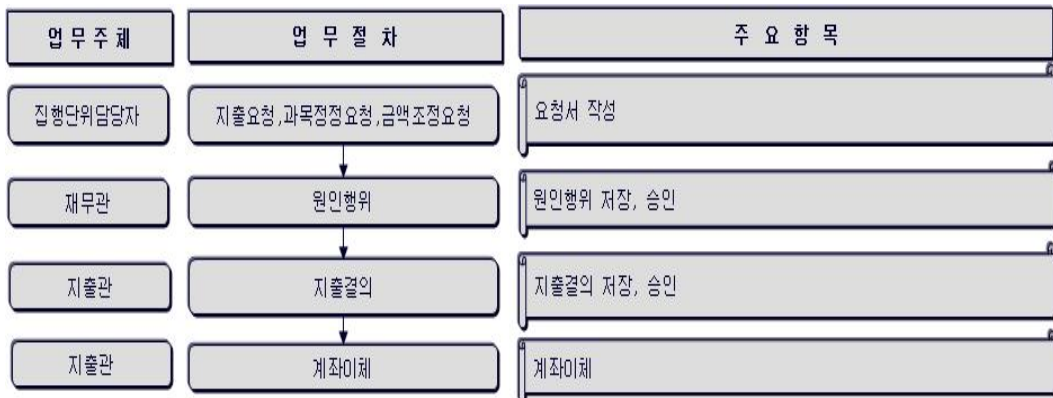 업무주체 업무절차 주요항목
집행단위담당자 지출요청,과목정정요청,금액조정요청 요청서 작성
재무관 원인행위 원인행위 저장, 승인
지출관 지출결의 지출결의 저장, 승인
지출관 계좌이체 계좌이체